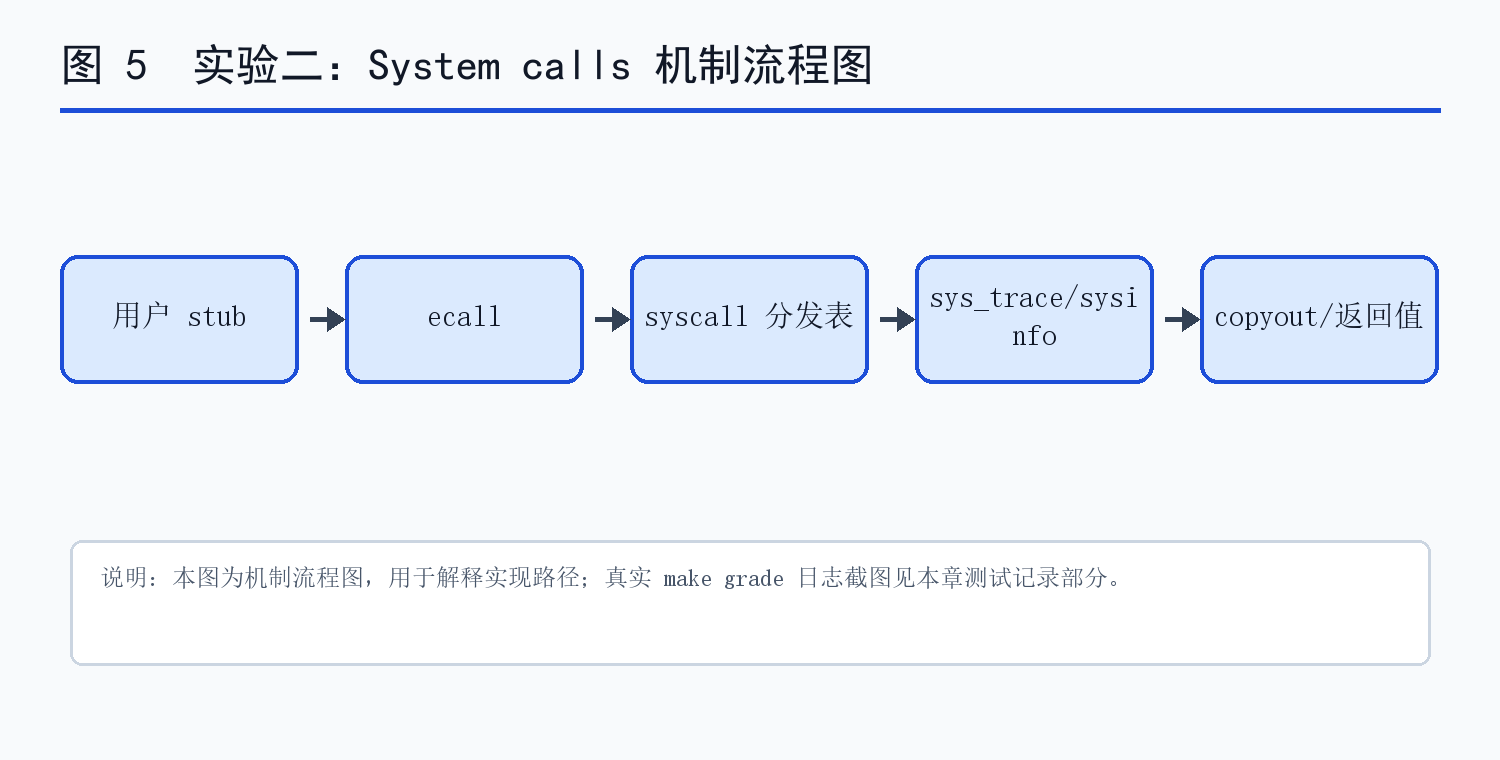 图 5  实验二：System calls 机制流程图
用户 stub
ecall
syscall 分发表
sys_trace/sysi
nfo
copyout/返回值
说明：本图为机制流程图，用于解释实现路径；真实 make grade 日志截图见本章测试记录部分。